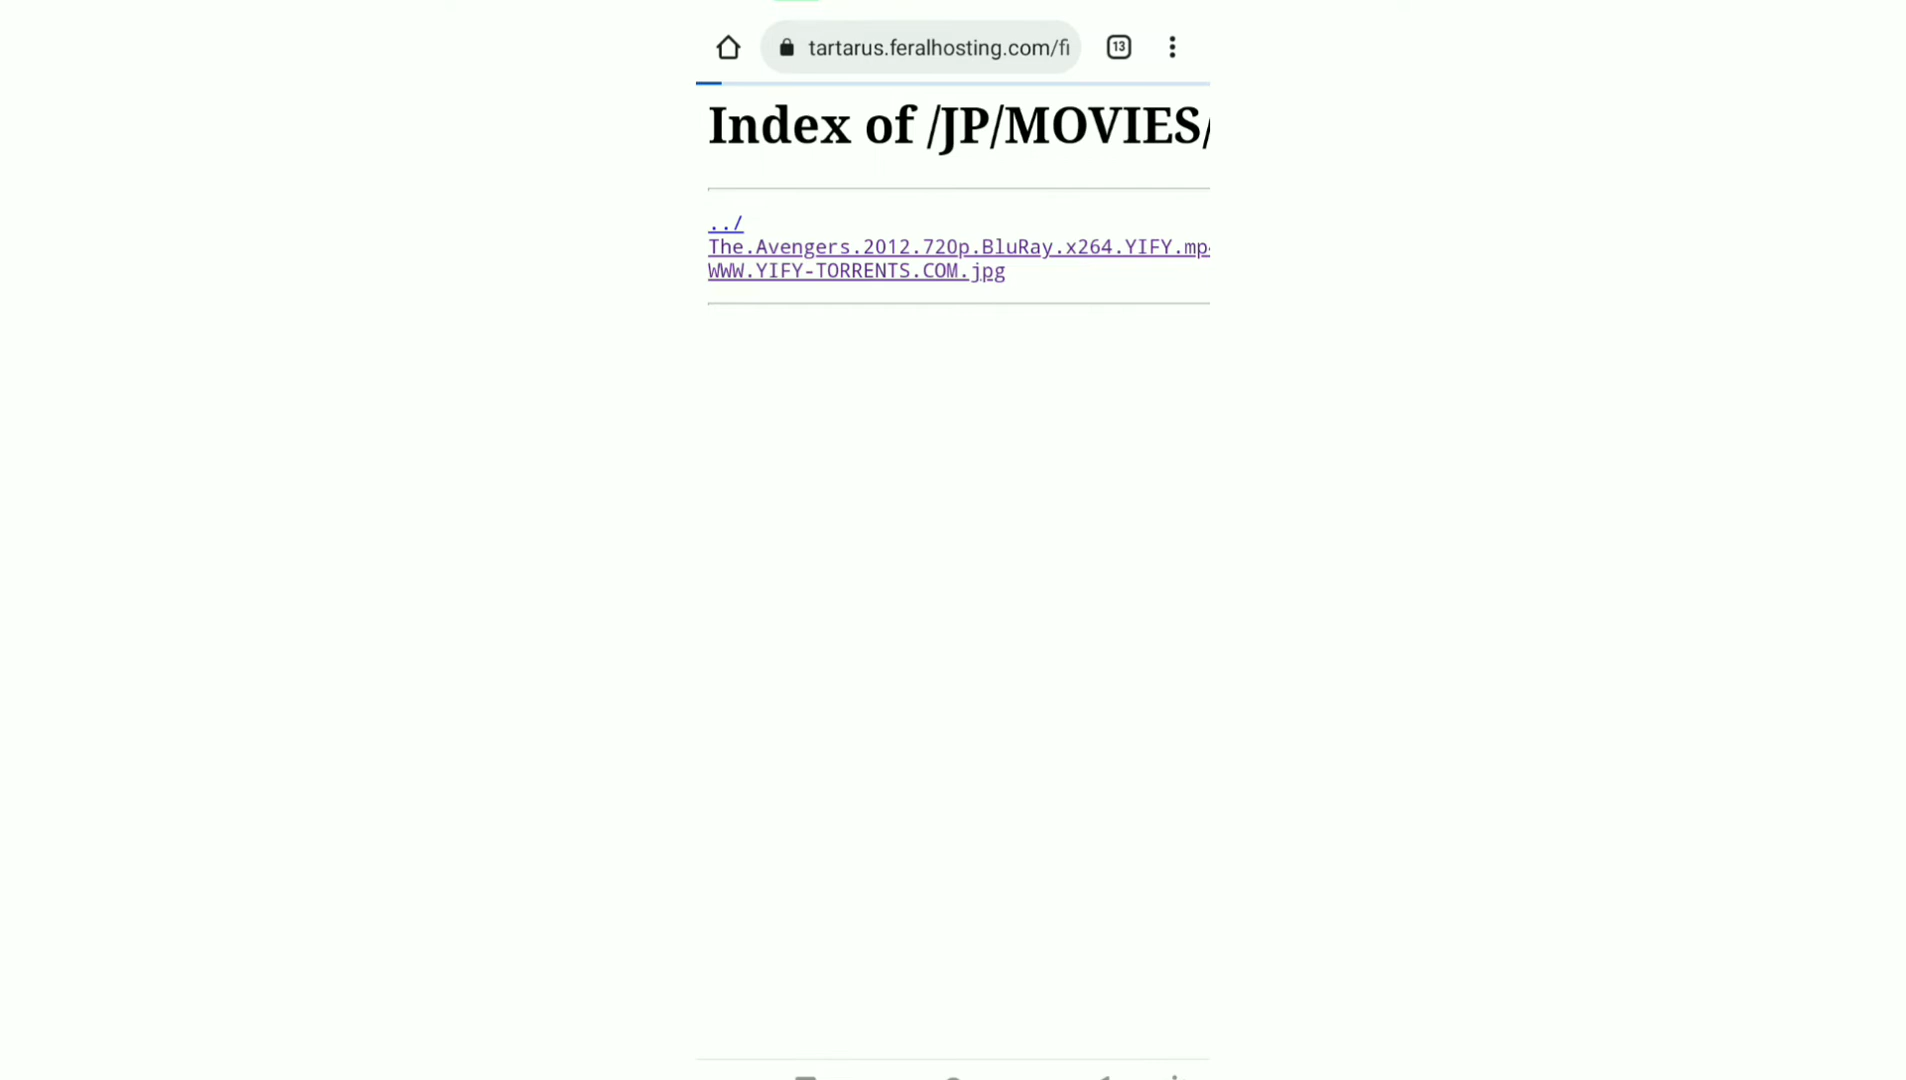 tartarus.feralhosting.com/fi
13
Index of /JP/MOVIES/
../
The.Avengers.2012.720p.BluRay.x264.YIFY.mp4
WWW.YIFY-TORRENTS.COM.jpg